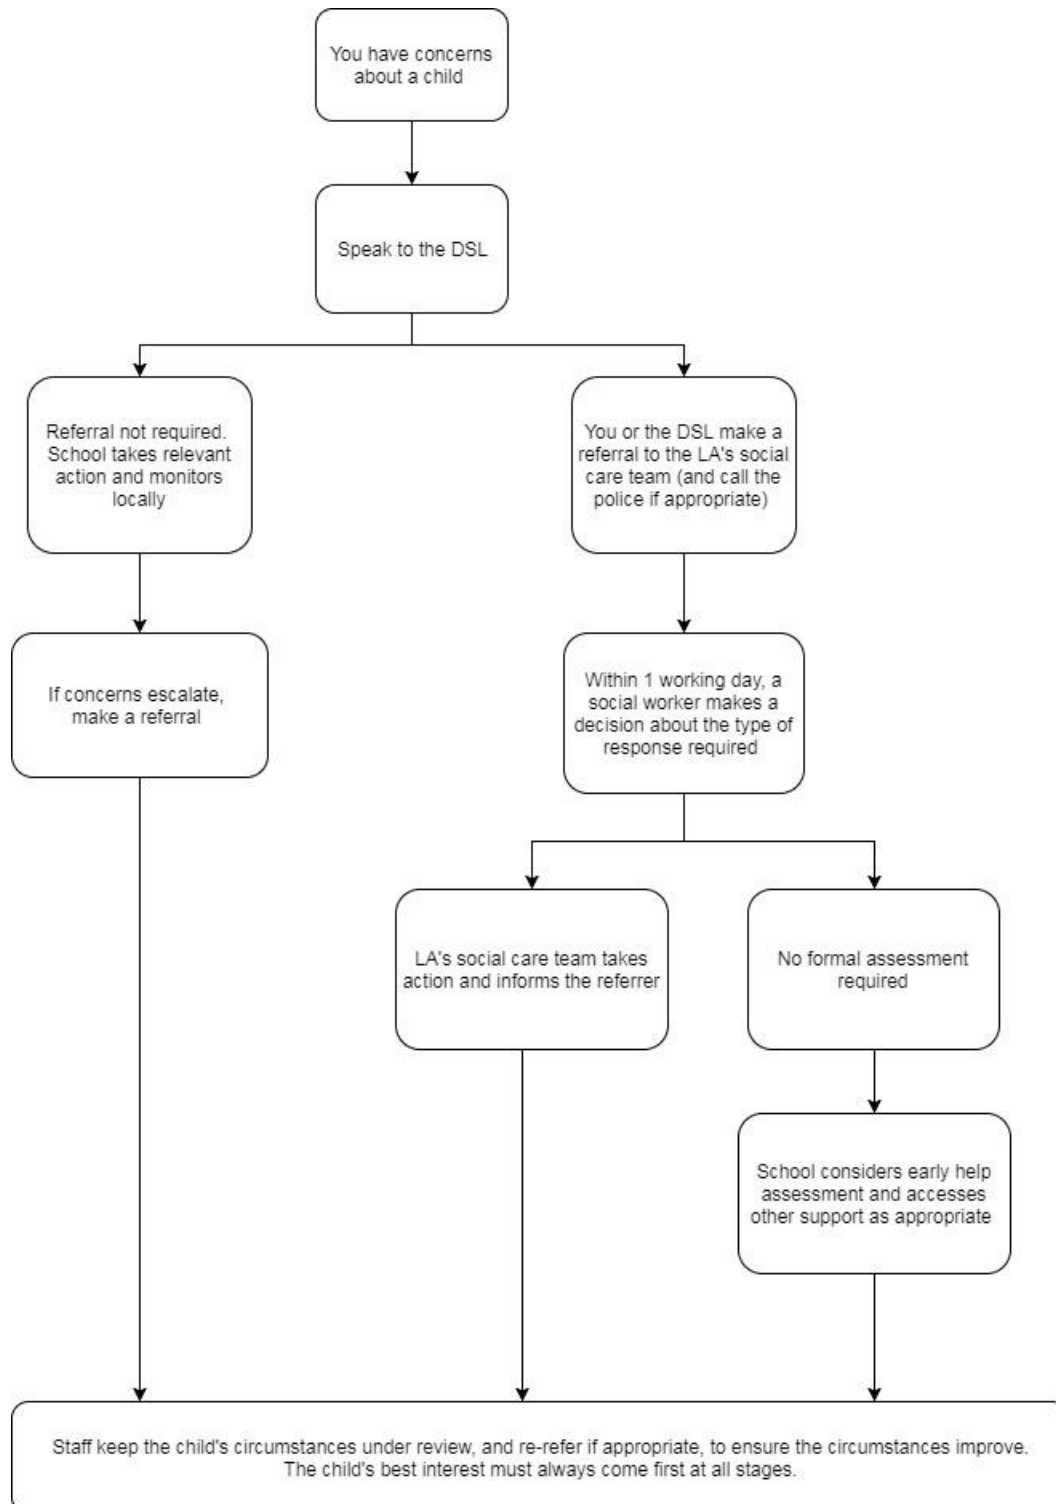 You have concerns
about a child
Speak to the DSL
Referral not required.
School takes relevant
action and monitors
locally
You or the DSL make a
referral to the LA's social
care team (and call the
police if appropriate)
If concerns escalate,
make a referral
Within 1 working day, a
social worker makes a
decision about the type of
response required
LA's social care team takes
action and informs the referrer
No formal assessment
required
School considers early help
assessment and accesses
other support as appropriate
Staff keep the child's circumstances under review, and re-refer if appropriate, to ensure the circumstances improve.
The child's best interest must always come first at all stages.